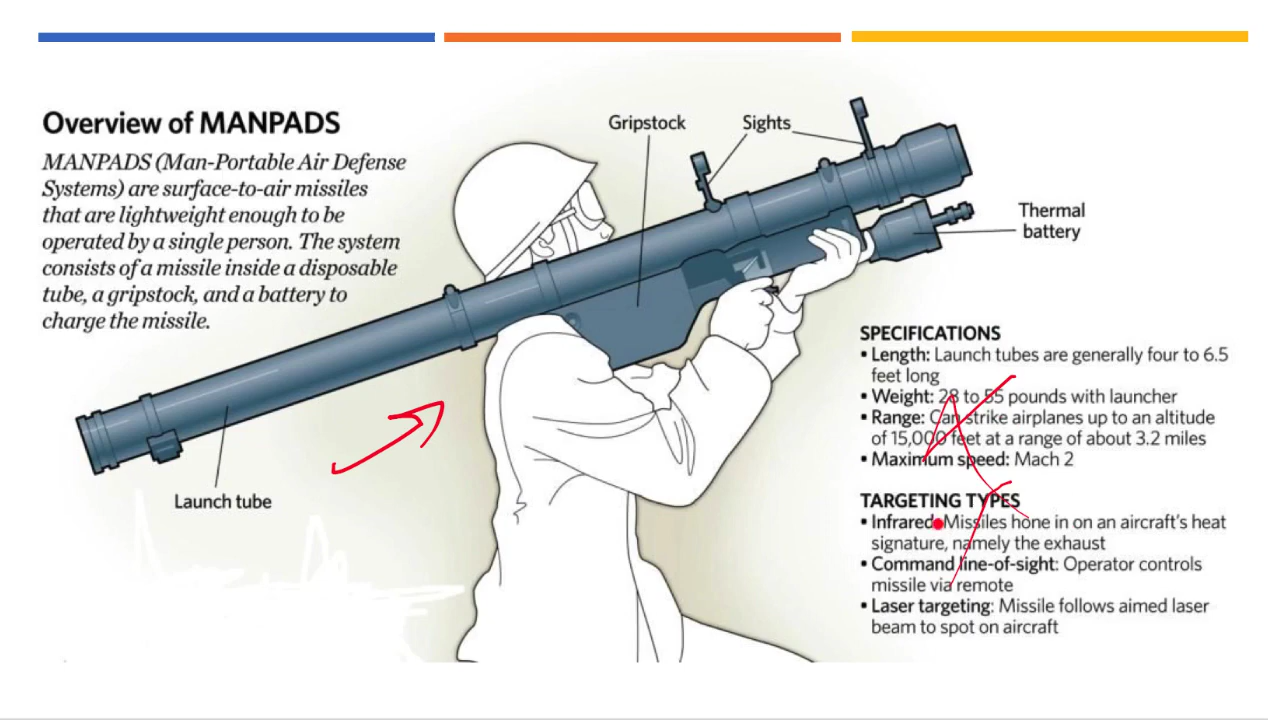 Overview of MANPADS
MANPADS (Man-Portable Air Defense
Systems) are surface-to-air missiles
that are lightweight enough to be
operated by a single person. The system
consists of a missile inside a disposable
tube, a gripstock, and a battery to
charge the missile.
Gripstock
Sights
Thermal
battery
Launch tube
SPECIFICATIONS
▪ Length: Launch tubes are generally four to 6.5
feet long
▪ Weight: 28 to 55 pounds with launcher
▪ Range: Can strike airplanes up to an altitude
of 15,000 feet at a range of about 3.2 miles
▪ Maximum speed: Mach 2
TARGETING TYPES
▪ Infrared: Missiles hone in on an aircraft's heat
signature, namely the exhaust
▪ Command line-of-sight: Operator controls
missile via remote
▪ Laser targeting: Missile follows aimed laser
beam to spot on aircraft